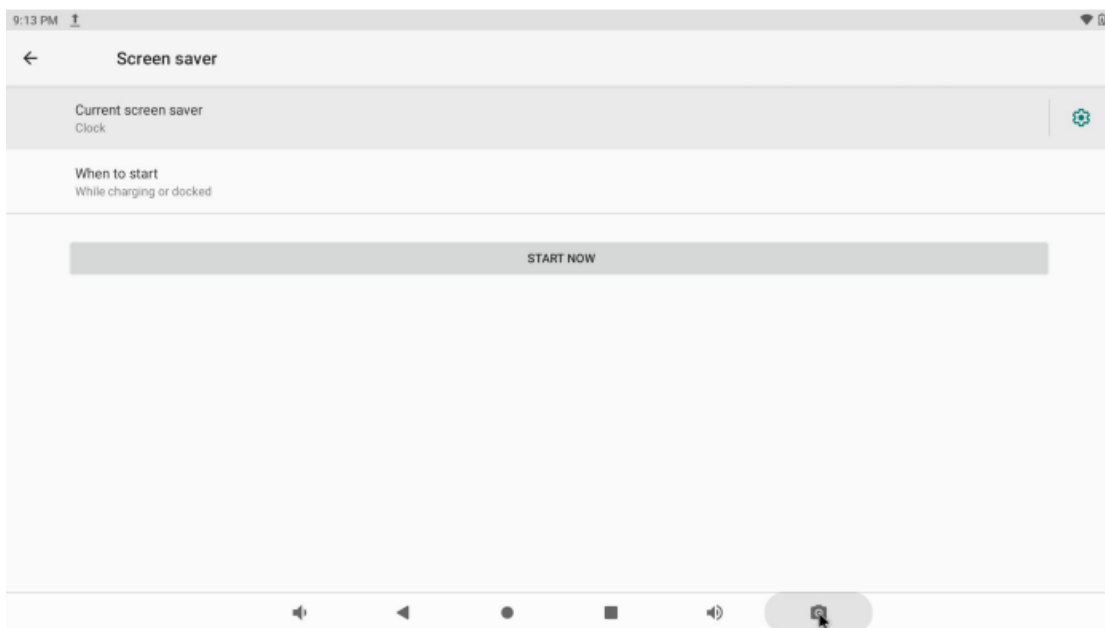 9:13 PM
Screen saver
Current screen saver
Clock
When to start
While charging or docked
START NOW